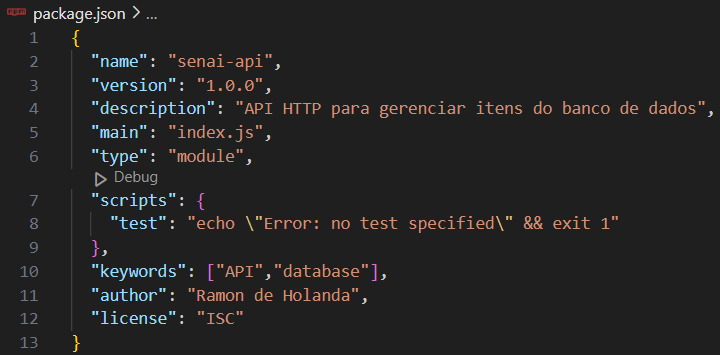 npm package.json > ...
1 {
2 "name": "senai-api",
3 "version": "1.0.0",
4 "description": "API HTTP para gerenciar itens do banco de dados",
5 "main": "index.js",
6 "type": "module",
Debug
7 "scripts": {
8 "test": "echo \"Error: no test specified\" && exit 1"
9 },
10 "keywords": ["API","database"],
11 "author": "Ramon de Holanda",
12 "license": "ISC"
13 }